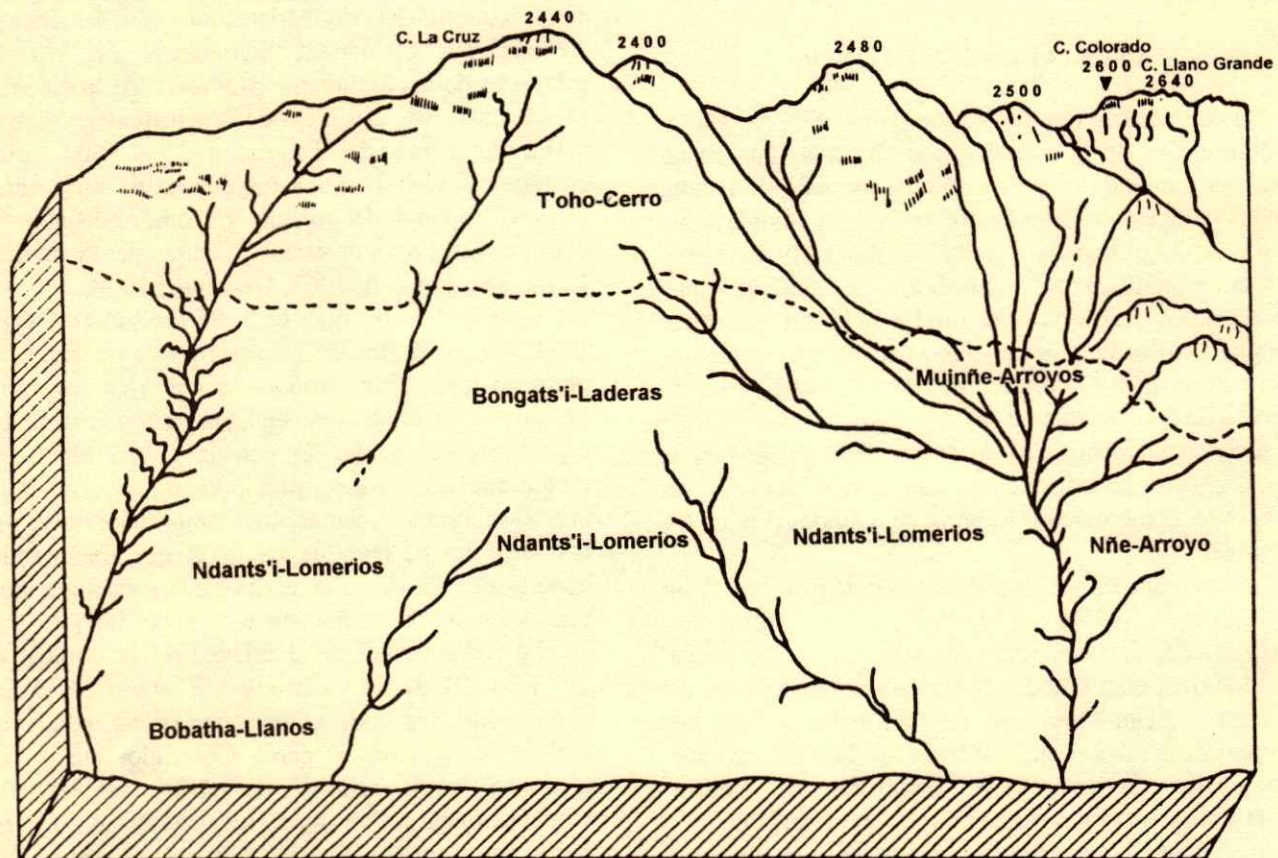 2440
C. La Cruz
2400
2480
C. Colorado
2600 C. Llano Grande
2640
2500
T'oho-Cerro
Muinñe-Arroyos
Bongats'i-Laderas
Ndants'i-Lomerios
Ndants'i-Lomerios
Ndants'i-Lomerios
Nñe-Arroyo
Bobatha-Llanos